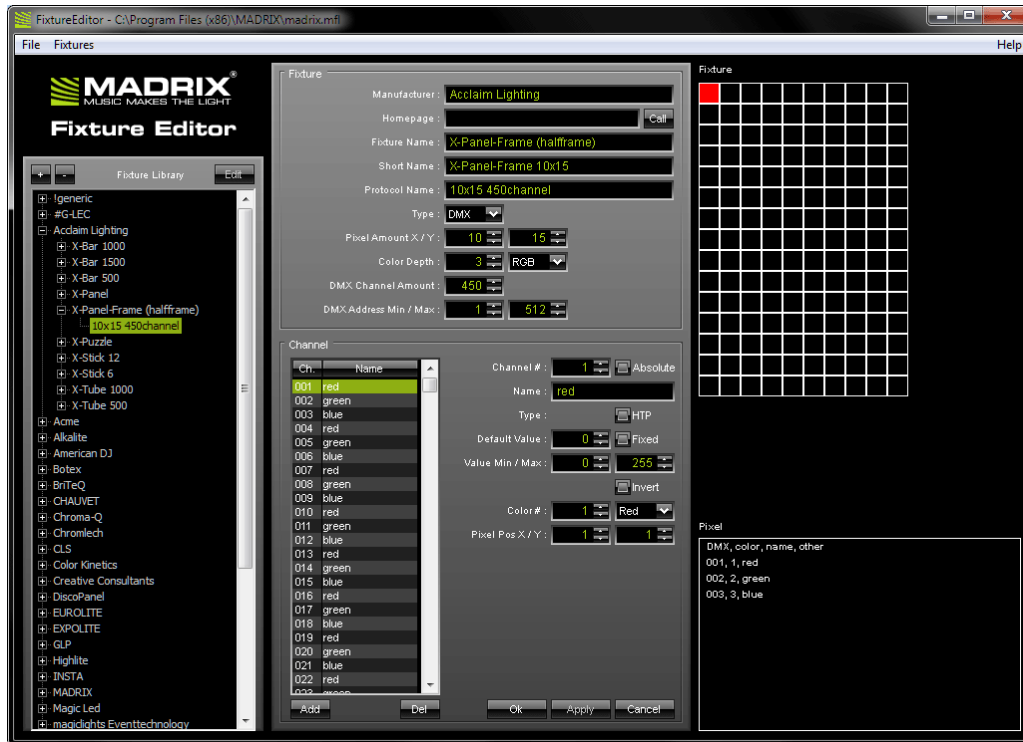 FixtureEditor - C:\Program Files (x86)\MADRIX\madrix.mfl
File Fixtures Help
MADRIX®
MUSIC MAKES THE LIGHT
Fixture Editor
+ - Fixture Library Edit
!generic
#G-LEC
Acclaim Lighting
X-Bar 1000
X-Bar 1500
X-Bar 500
X-Panel
X-Panel-Frame (halfframe)
10x15 450channel
X-Puzzle
X-Stick 12
X-Stick 6
X-Tube 1000
X-Tube 500
Acme
Alkalite
American DJ
Botex
BriTeQ
CHAUVET
Chroma-Q
Chromlech
CLS
Color Kinetics
Creative Consultants
DiscoPanel
EUROLITE
EXPOLITE
GLP
Highlite
INSTA
MADRIX
Magic Led
magiclights Eventtechnology
Fixture
Manufacturer : Acclaim Lighting
Homepage : Call
Fixture Name : X-Panel-Frame (halfframe)
Short Name : X-Panel-Frame 10x15
Protocol Name : 10x15 450channel
Type : DMX
Pixel Amount X / Y : 10 15
Color Depth : 3 RGB
DMX Channel Amount : 450
DMX Address Min / Max : 1 512
Channel
Ch. Name
001 red
002 green
003 blue
004 red
005 green
006 blue
007 red
008 green
009 blue
010 red
011 green
012 blue
013 red
014 green
015 blue
016 red
017 green
018 blue
019 red
020 green
021 blue
022 red
023 green
Add Del
Channel # : 1 Absolute
Name : red
Type : HTP
Default Value : 0 Fixed
Value Min / Max : 0 255
Invert
Color # : 1 Red
Pixel Pos X / Y : 1 1
Ok Apply Cancel
Fixture
Pixel
DMX, color, name, other
001, 1, red
002, 2, green
003, 3, blue